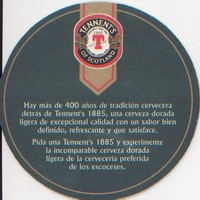 TENNENT'S
T
OF SCOTLAND
Hay más de 400 años de tradición cervecera
detrás de Tennent's 1885, una cerveza dorada
ligera de excepcional calidad con un sabor bien
definido, refrescante y que satisface.
Pida una Tennent's 1885 y experimente
la incomparable cerveza dorada
ligera de la cervecería preferida
de los escoceses.